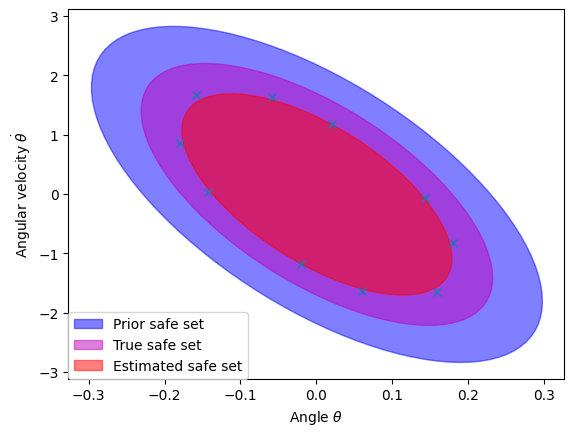 3
2
1
0
−1
−2
−3
Angular velocity θ̇
Prior safe set
True safe set
Estimated safe set
−0.3 −0.2 −0.1 0.0 0.1 0.2 0.3
Angle θ